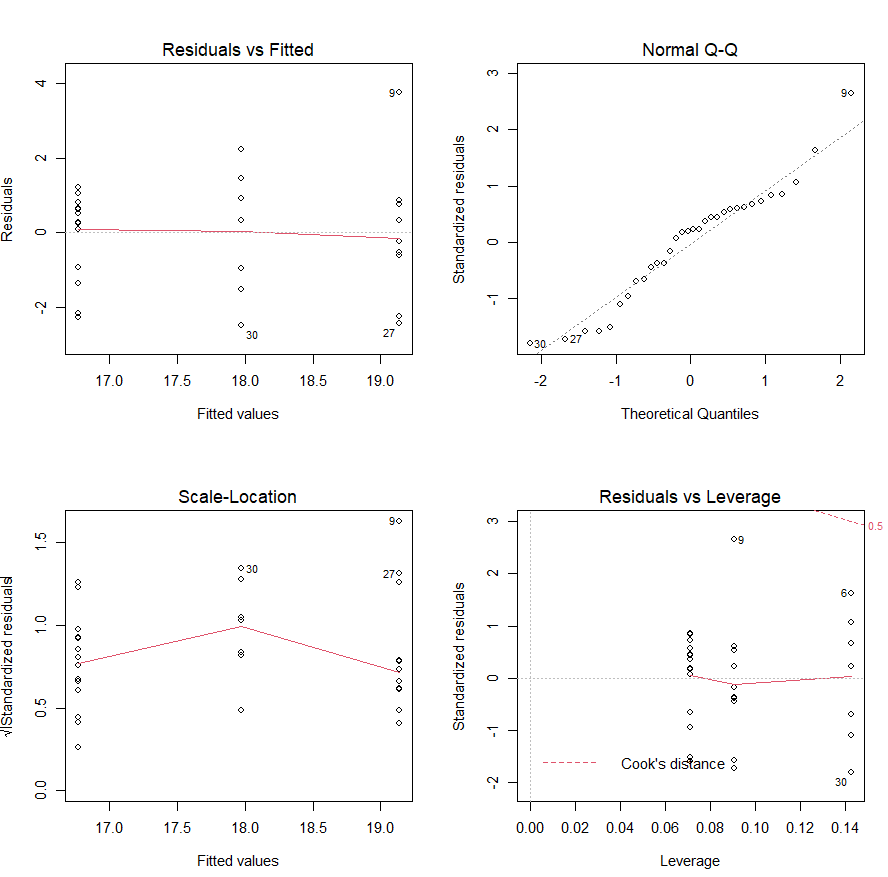 Residuals vs Fitted
Residuals
4
2
0
-2
9
30
27
17.0 17.5 18.0 18.5 19.0
Fitted values
Normal Q-Q
Standardized residuals
3
2
1
0
-1
9
30
27
-2 -1 0 1 2
Theoretical Quantiles
Scale-Location
√|Standardized residuals|
1.5
1.0
0.5
0.0
9
30
27
17.0 17.5 18.0 18.5 19.0
Fitted values
Residuals vs Leverage
Standardized residuals
3
2
1
0
-1
-2
0.5
9
6
30
Cook's distance
0.00 0.02 0.04 0.06 0.08 0.10 0.12 0.14
Leverage